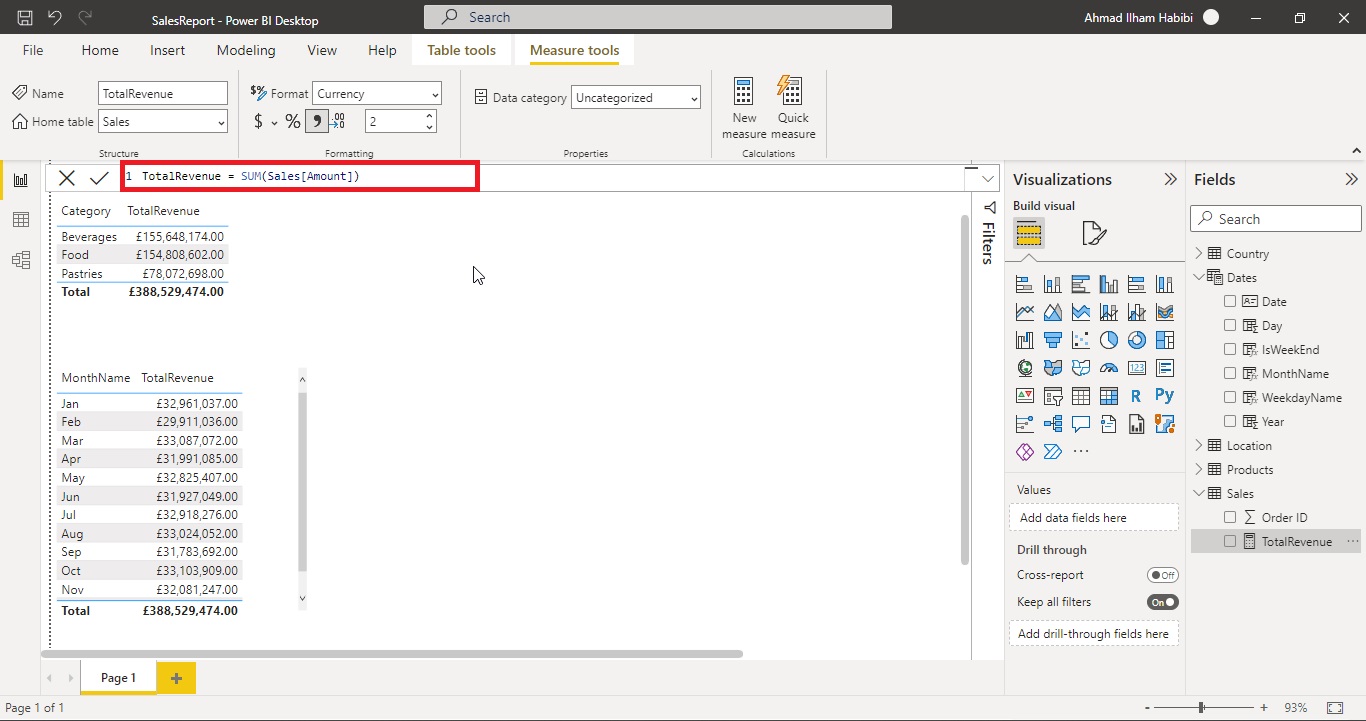 SalesReport - Power BI Desktop
Search
Ahmad Ilham Habibi
File Home Insert Modeling View Help Table tools Measure tools
Name TotalRevenue
Home table Sales
Structure
$% Format Currency
$ % 9 .00 2
Formatting
Data category Uncategorized
Properties
New measure
Quick measure
Calculations
1 TotalRevenue = SUM(Sales[Amount])
Category TotalRevenue
Beverages £155,648,174.00
Food £154,808,602.00
Pastries £78,072,698.00
Total £388,529,474.00
MonthName TotalRevenue
Jan £32,961,037.00
Feb £29,911,036.00
Mar £33,087,072.00
Apr £31,991,085.00
May £32,825,407.00
Jun £31,927,049.00
Jul £32,918,276.00
Aug £33,024,052.00
Sep £31,783,692.00
Oct £33,103,909.00
Nov £32,081,247.00
Total £388,529,474.00
Filters
Visualizations
Build visual
123
R Py
...
Values
Add data fields here
Drill through
Cross-report Off
Keep all filters On
Add drill-through fields here
Fields
Search
Country
Dates
Date
Day
IsWeekEnd
MonthName
WeekdayName
Year
Location
Products
Sales
Σ Order ID
TotalRevenue ...
Page 1 +
Page 1 of 1
- + 93%